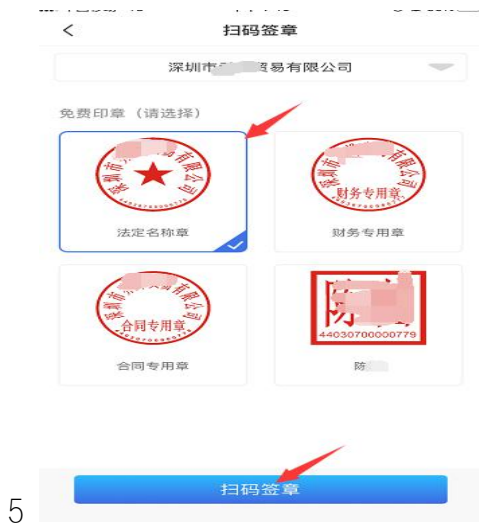 扫码签章
深圳市 贸易有限公司
免费印章（请选择）
财务专用章
法定名称章
财务专用章
合同专用章
44030700000779
合同专用章
陈
扫码签章
5